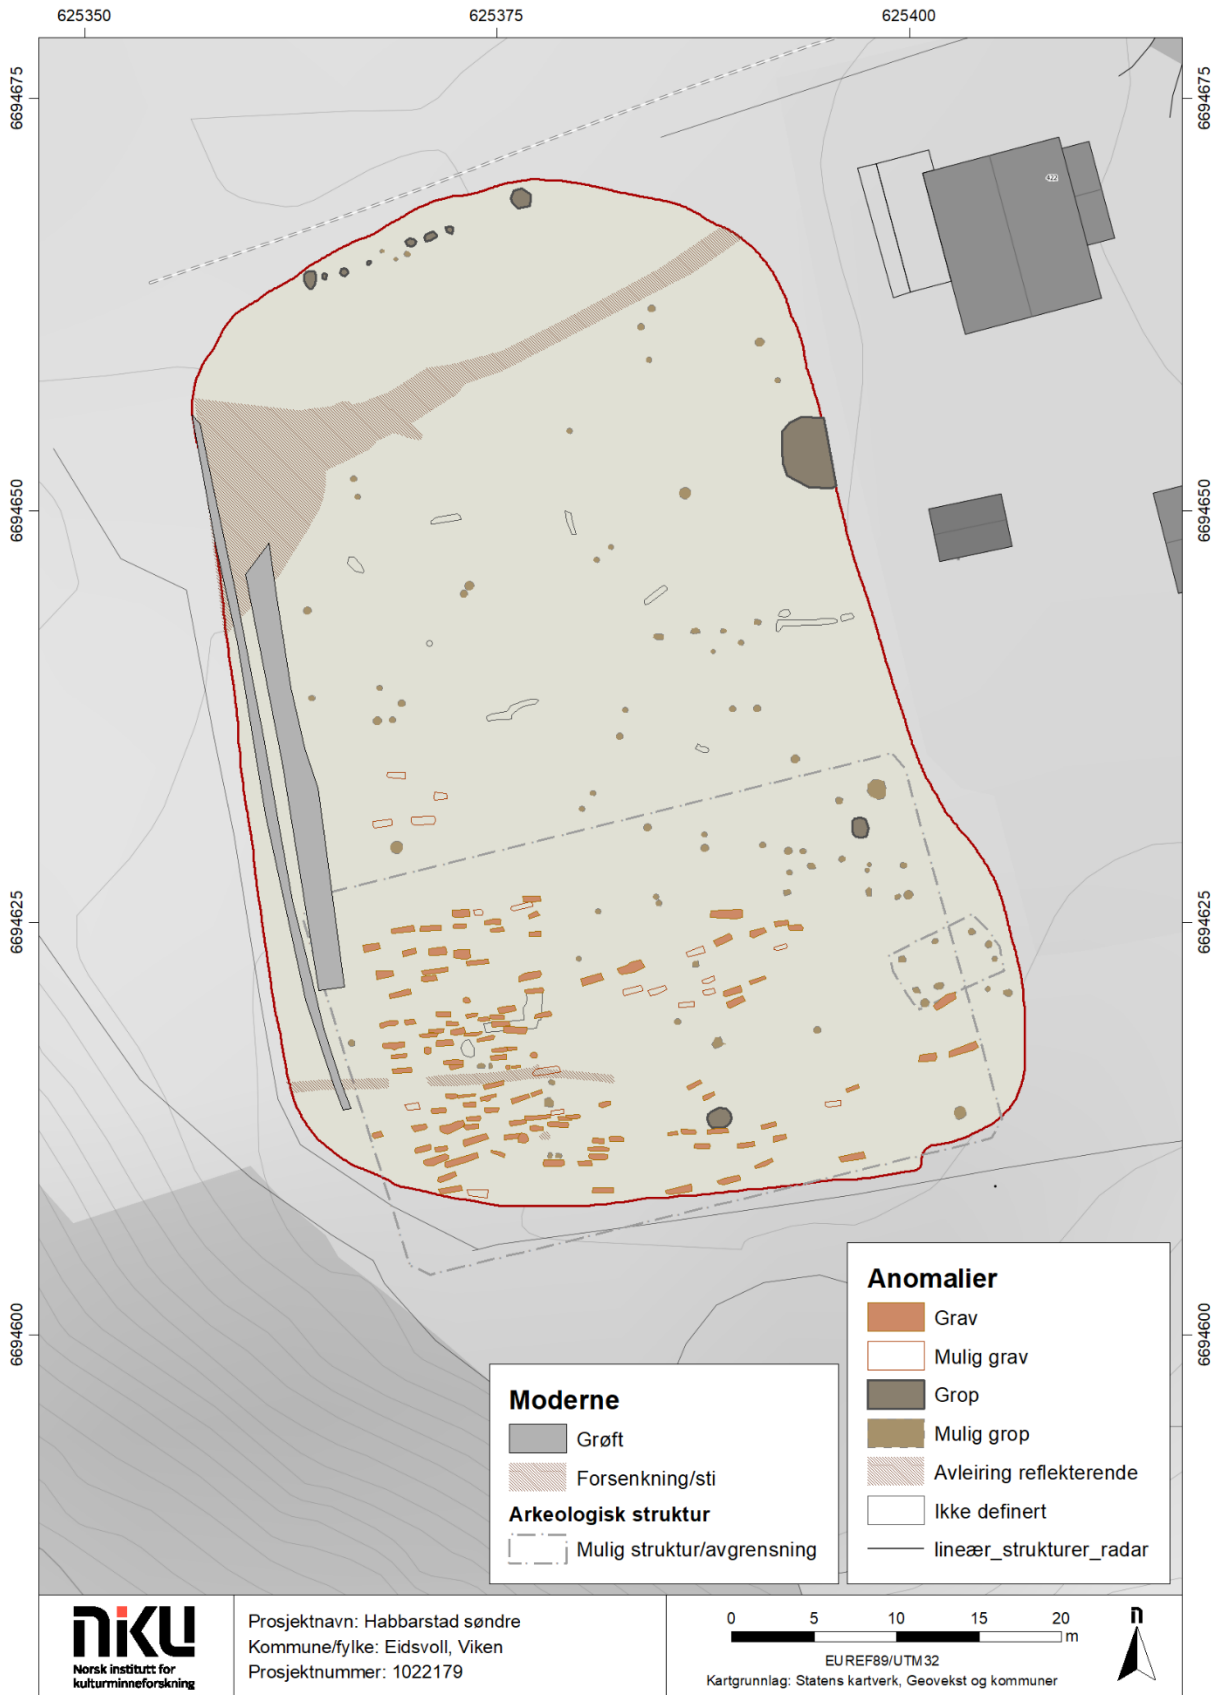 625350
625375
625400
6694675
6694675
422
6694650
6694650
6694625
6694625
6694600
6694600
Anomalier
Grav
Mulig grav
Grop
Mulig grop
Avleiring reflekterende
Ikke definert
lineær_strukturer_radar
Moderne
Grøft
Forsenkning/sti
Arkeologisk struktur
Mulig struktur/avgrensning
NIKU
Norsk institutt for
kulturminneforskning
Prosjektnavn: Habbarstad søndre
Kommune/fylke: Eidsvoll, Viken
Prosjektnummer: 1022179
0 5 10 15 20
m
EUREF89/UTM32
Kartgrunnlag: Statens kartverk, Geovekst og kommuner
n